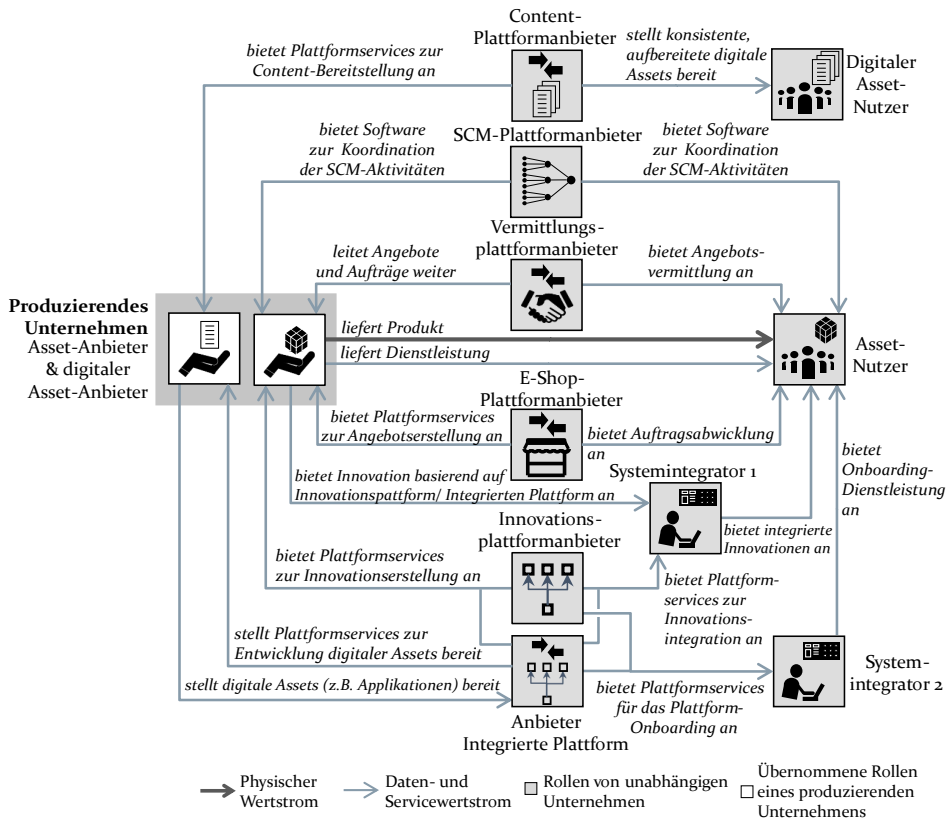 Content-
Plattformanbieter
bietet Plattformservices zur
Content-Bereitstellung an
stellt konsistente,
aufbereitete digitale
Assets bereit
Digitaler
Asset-
Nutzer
bietet Software
zur Koordination
der SCM-Aktivitäten
SCM-Plattformanbieter
bietet Software
zur Koordination
der SCM-Aktivitäten
Vermittlungs-
plattformanbieter
leitet Angebote
und Aufträge weiter
bietet Angebots-
vermittlung an
Produzierendes
Unternehmen
Asset-Anbieter
& digitaler
Asset-Anbieter
liefert Produkt
liefert Dienstleistung
Asset-
Nutzer
E-Shop-
Plattformanbieter
bietet Plattformservices
zur Angebotserstellung an
bietet Auftragsabwicklung
an
bietet
Onboarding-
Dienstleistung
an
bietet Innovation basierend auf
Innovationspattform/ Integrierten Plattform an
Systemintegrator 1
bietet integrierte
Innovationen an
Innovations-
plattformanbieter
bietet Plattformservices
zur Innovationserstellung an
bietet Plattform-
services zur
Innovations-
integration an
stellt Plattformservices zur
Entwicklung digitaler Assets bereit
stellt digitale Assets (z.B. Applikationen) bereit
Anbieter
Integrierte Plattform
bietet Plattformservices
für das Plattform-
Onboarding an
System-
integrator 2
Physischer
Wertstrom
Daten- und
Servicewertstrom
Rollen von unabhängigen
Unternehmen
Übernommene Rollen
eines produzierenden
Unternehmens